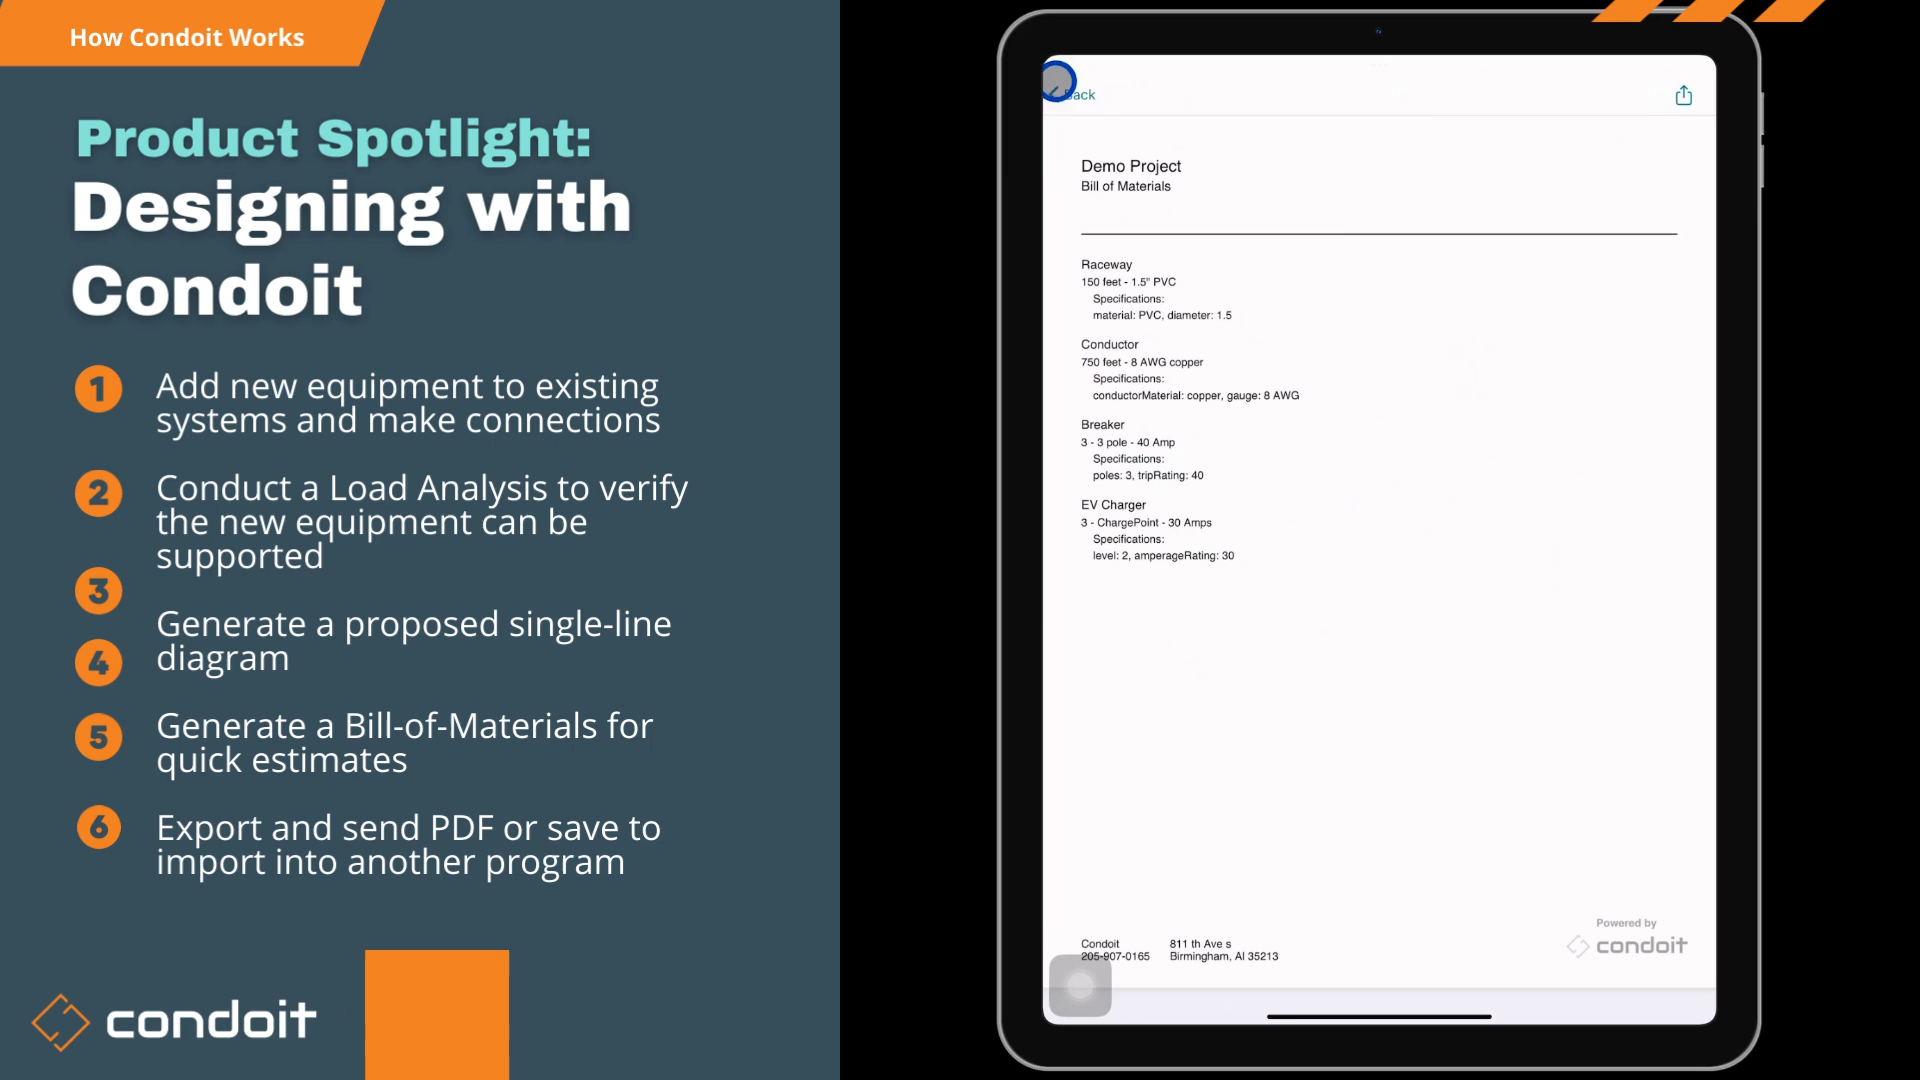 How Condoit Works
Product Spotlight:
Designing with
Condoit
1
Add new equipment to existing
systems and make connections
2
Conduct a Load Analysis to verify
the new equipment can be
supported
3
Generate a proposed single-line
diagram
4
Generate a Bill-of-Materials for
quick estimates
5
6
Export and send PDF or save to
import into another program
condoit
Back
Demo Project
Bill of Materials
Raceway
150 feet - 1.5" PVC
Specifications:
material: PVC, diameter: 1.5
Conductor
750 feet - 8 AWG copper
Specifications:
conductorMaterial: copper, gauge: 8 AWG
Breaker
3 - 3 pole - 40 Amp
Specifications:
poles: 3, tripRating: 40
EV Charger
3 - ChargePoint - 30 Amps
Specifications:
level: 2, amperageRating: 30
Condoit 811 th Ave s
205-907-0165 Birmingham, Al 35213
Powered by
condoit